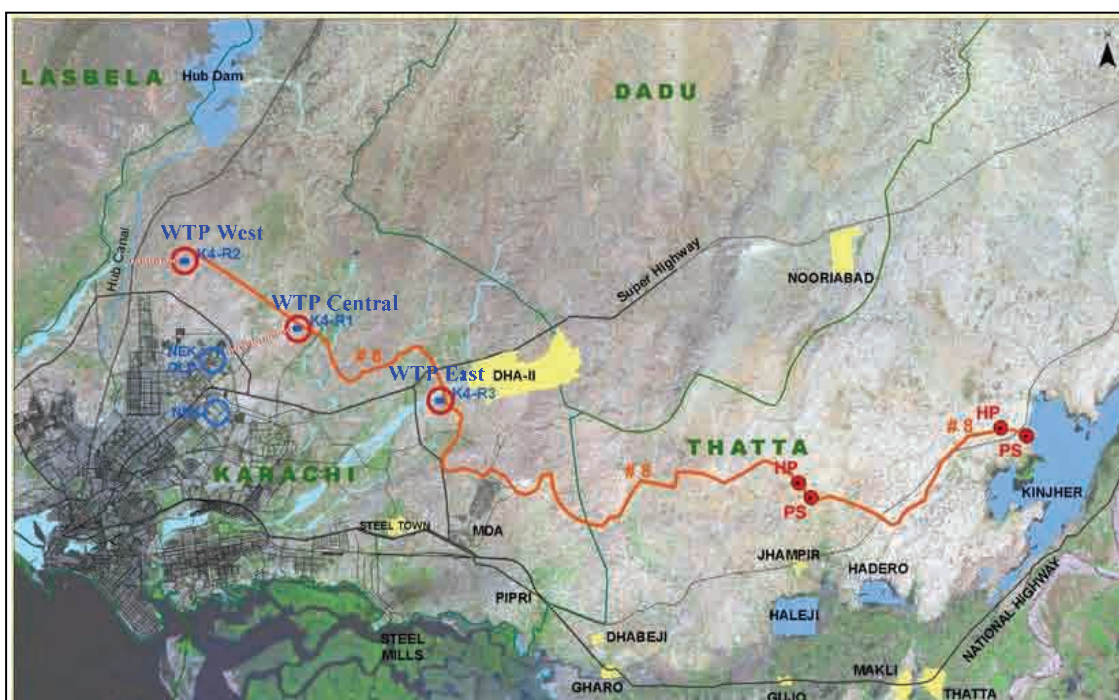 LASBELA
Hub Dam
DADU
WTP West
K4-R2
Hub Canal
Super Highway
NOORIABAD
WTP Central
K4-R1
# 8
WTP East
DHA-II
K4-R3
NEK
KARACHI
THATTA
# 8
# 8
HP
PS
HP
PS
KINJHER
STEEL TOWN
MDA
JHAMPIR
HADERO
PIPRI
HALEJI
NATIONAL HIGHWAY
DHABEJI
STEEL
MILLS
GHARO
MAKLI
GUJO
THATTA